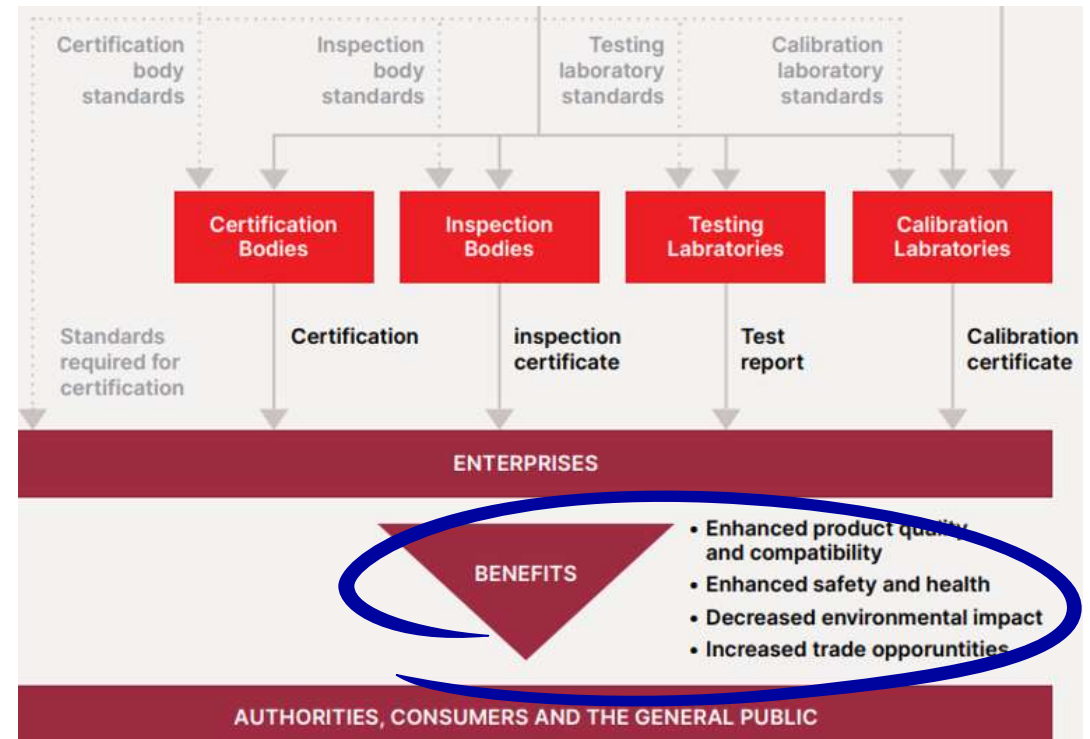 Certification
body
standards
Inspection
body
standards
Testing
laboratory
standards
Calibration
laboratory
standards
Certification
Bodies
Inspection
Bodies
Testing
Labratories
Calibration
Labratories
Standards
required for
certification
Certification
inspection
certificate
Test
report
Calibration
certificate
ENTERPRISES
BENEFITS
• Enhanced product quality
and compatibility
• Enhanced safety and health
• Decreased environmental impact
• Increased trade opporuntities
AUTHORITIES, CONSUMERS AND THE GENERAL PUBLIC